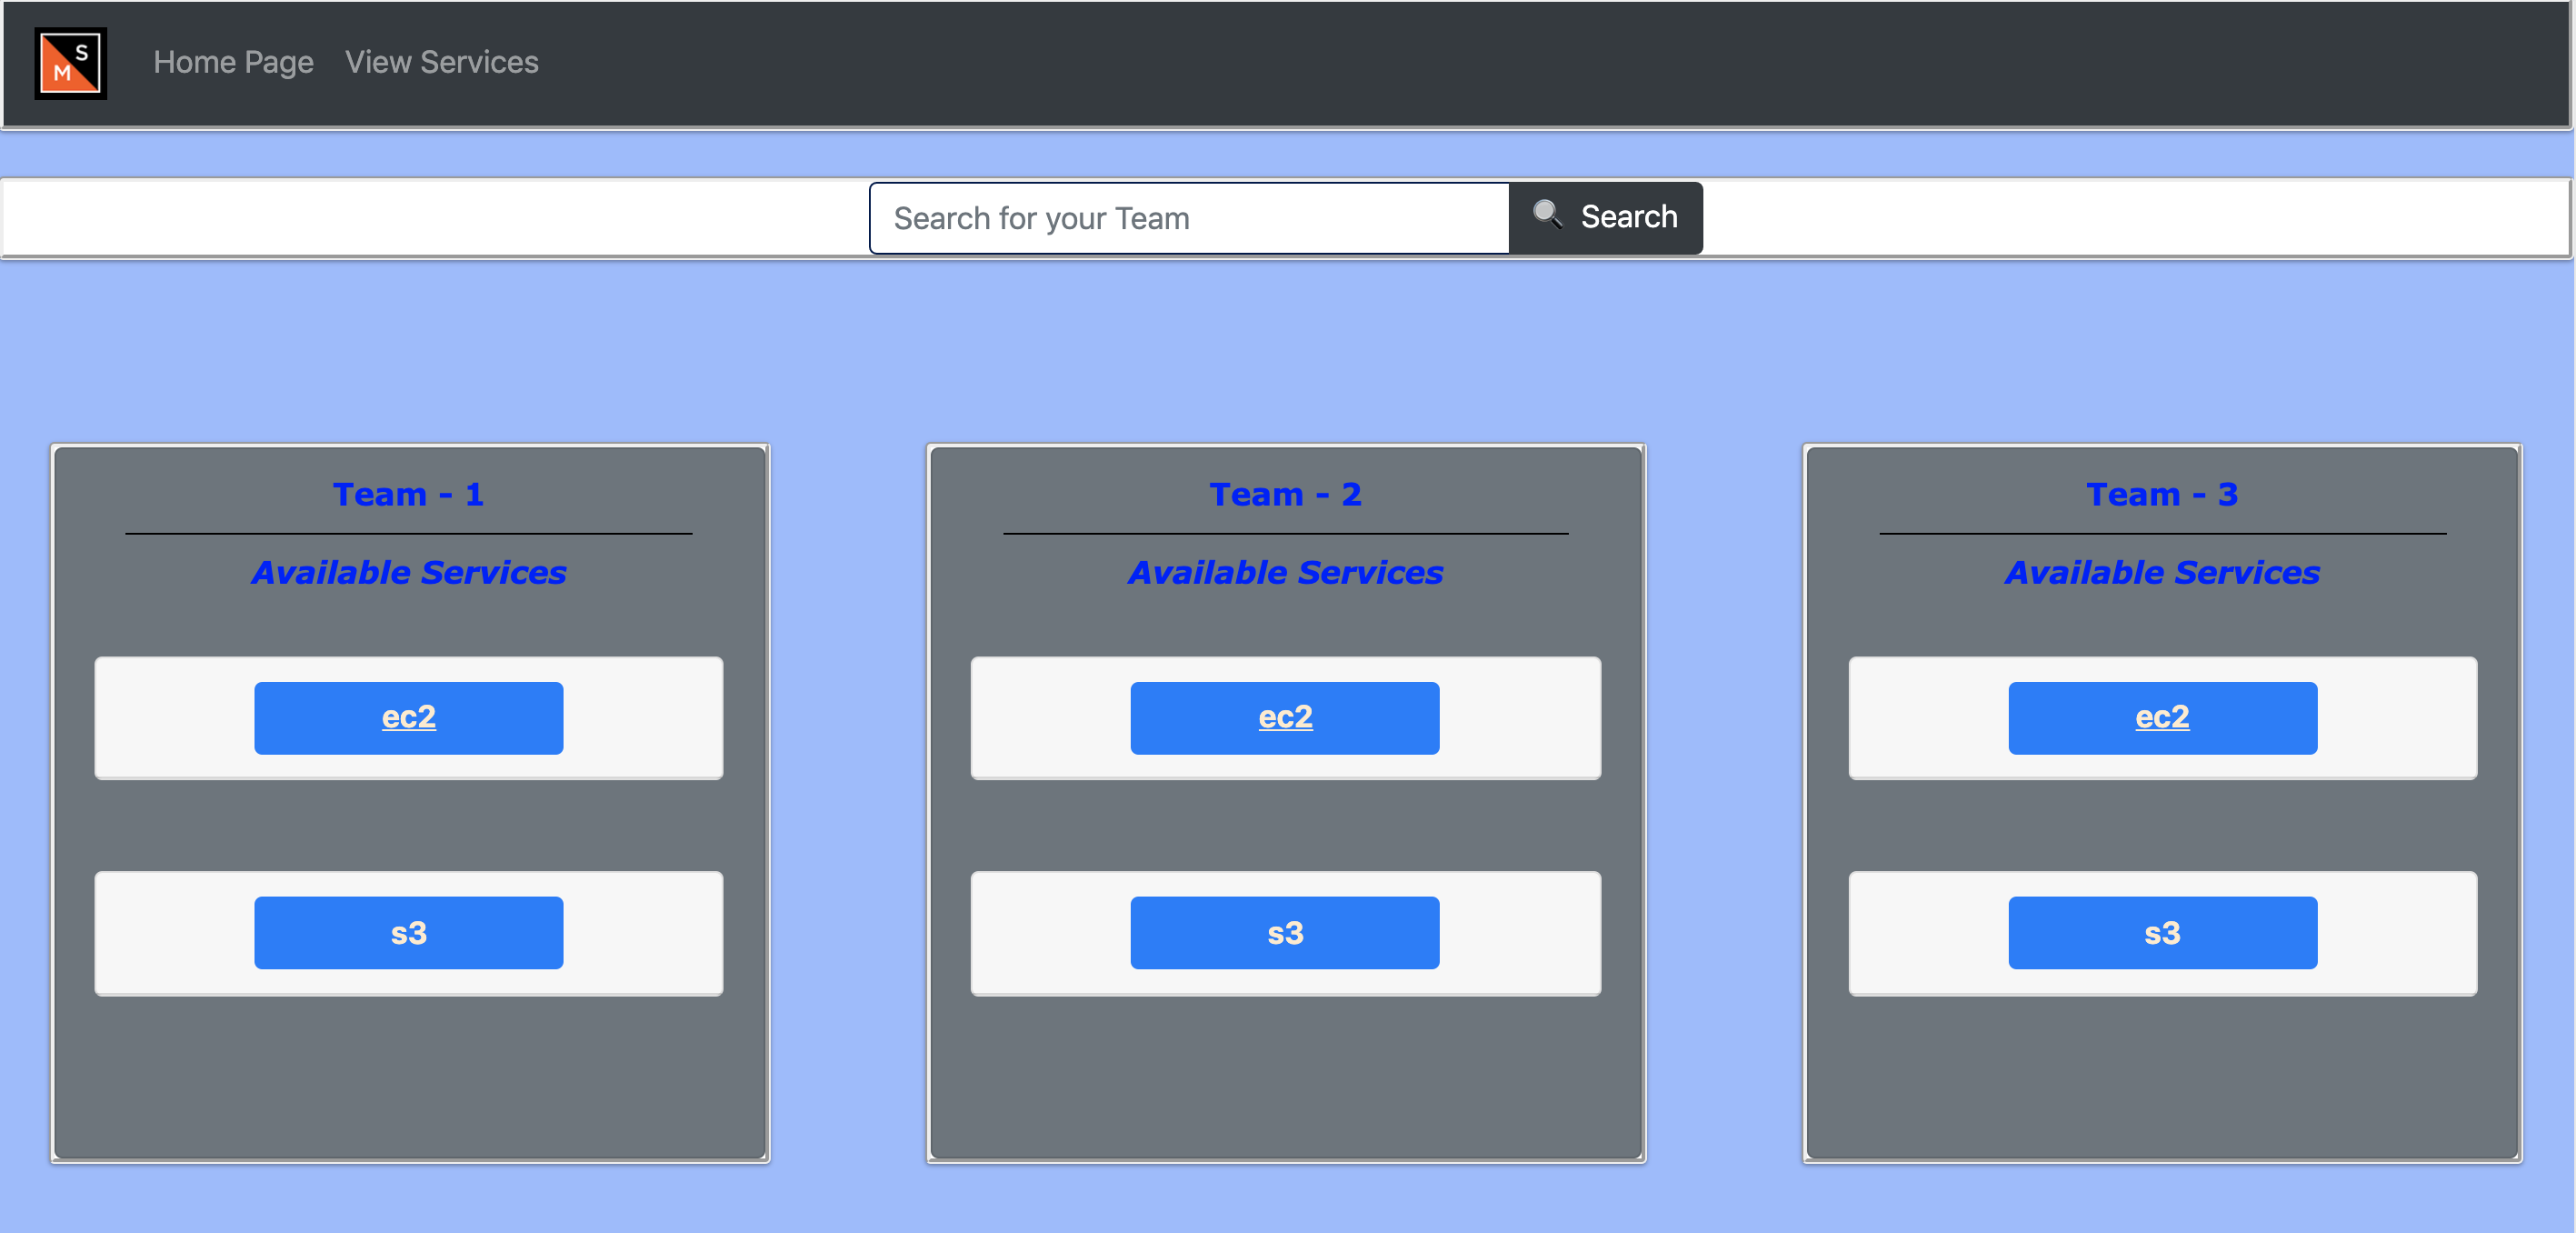 S
M
Home Page View Services
Search for your Team
Search
Team - 1
Available Services
ec2
s3
Team - 2
Available Services
ec2
s3
Team - 3
Available Services
ec2
s3